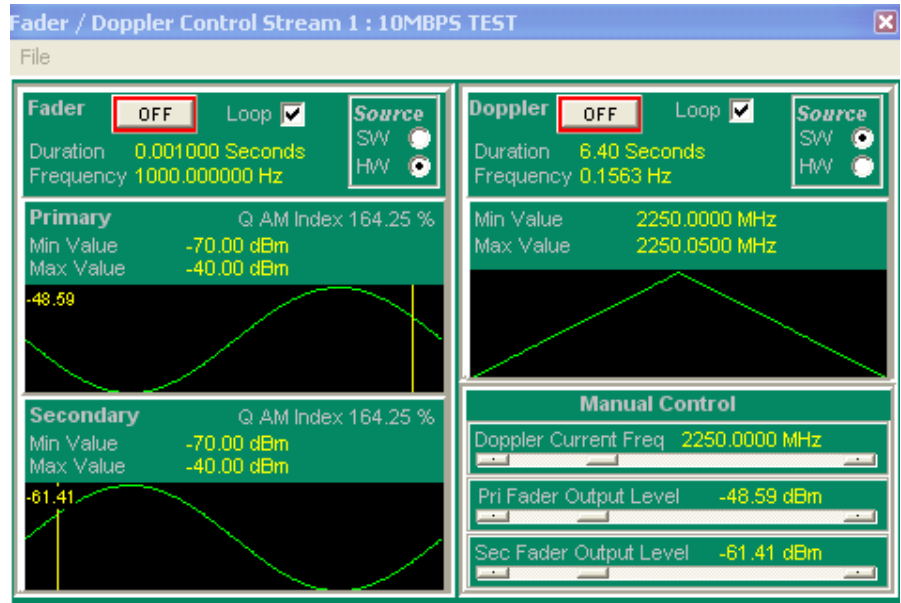 Fader / Doppler Control Stream 1 : 10MBPS TEST
File
Fader OFF Loop Source
SW
HW
Duration 0.001000 Seconds
Frequency 1000.000000 Hz
Primary Q AM Index 164.25 %
Min Value -70.00 dBm
Max Value -40.00 dBm
-48.59
Secondary Q AM Index 164.25 %
Min Value -70.00 dBm
Max Value -40.00 dBm
-61.41
Doppler OFF Loop Source
SW
HW
Duration 6.40 Seconds
Frequency 0.1563 Hz
Min Value 2250.0000 MHz
Max Value 2250.0500 MHz
Manual Control
Doppler Current Freq 2250.0000 MHz
Pri Fader Output Level -48.59 dBm
Sec Fader Output Level -61.41 dBm